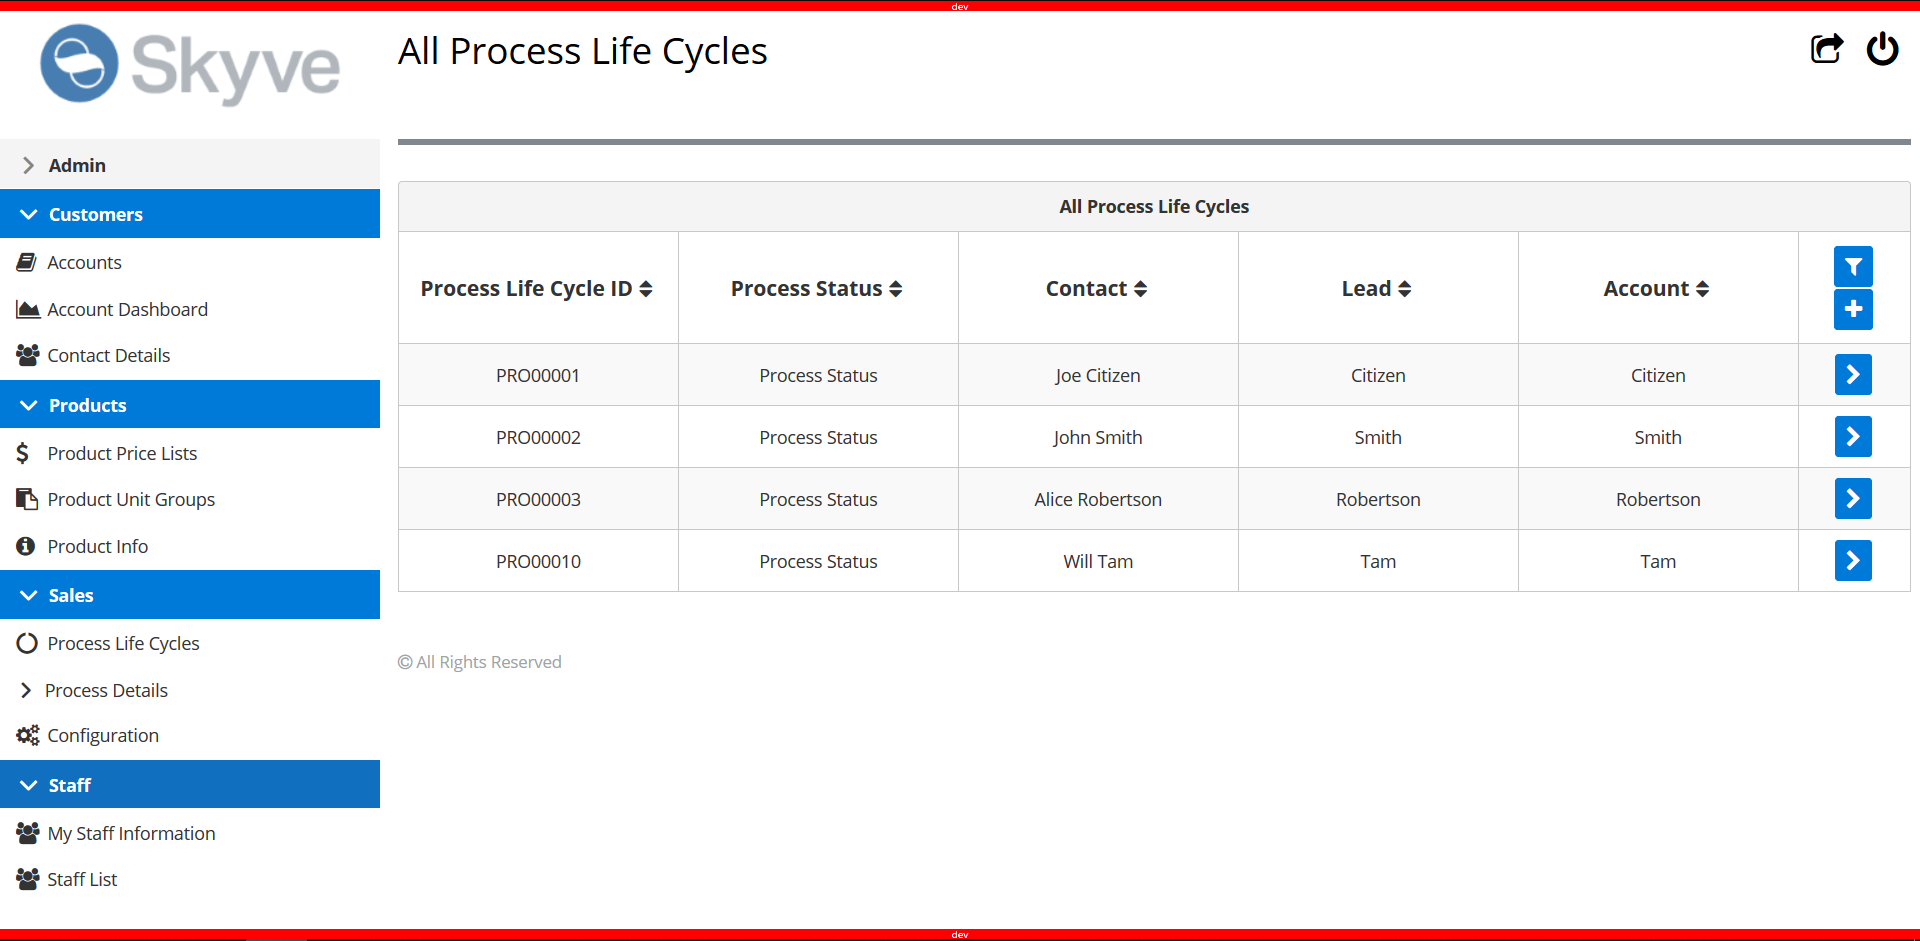 dev
Skyve
All Process Life Cycles
Admin
Customers
Accounts
Account Dashboard
Contact Details
Products
Product Price Lists
Product Unit Groups
Product Info
Sales
Process Life Cycles
Process Details
Configuration
Staff
My Staff Information
Staff List
All Process Life Cycles
Process Life Cycle ID Process Status Contact Lead Account
PRO00001 Process Status Joe Citizen Citizen Citizen
PRO00002 Process Status John Smith Smith Smith
PRO00003 Process Status Alice Robertson Robertson Robertson
PRO00010 Process Status Will Tam Tam Tam
© All Rights Reserved
dev